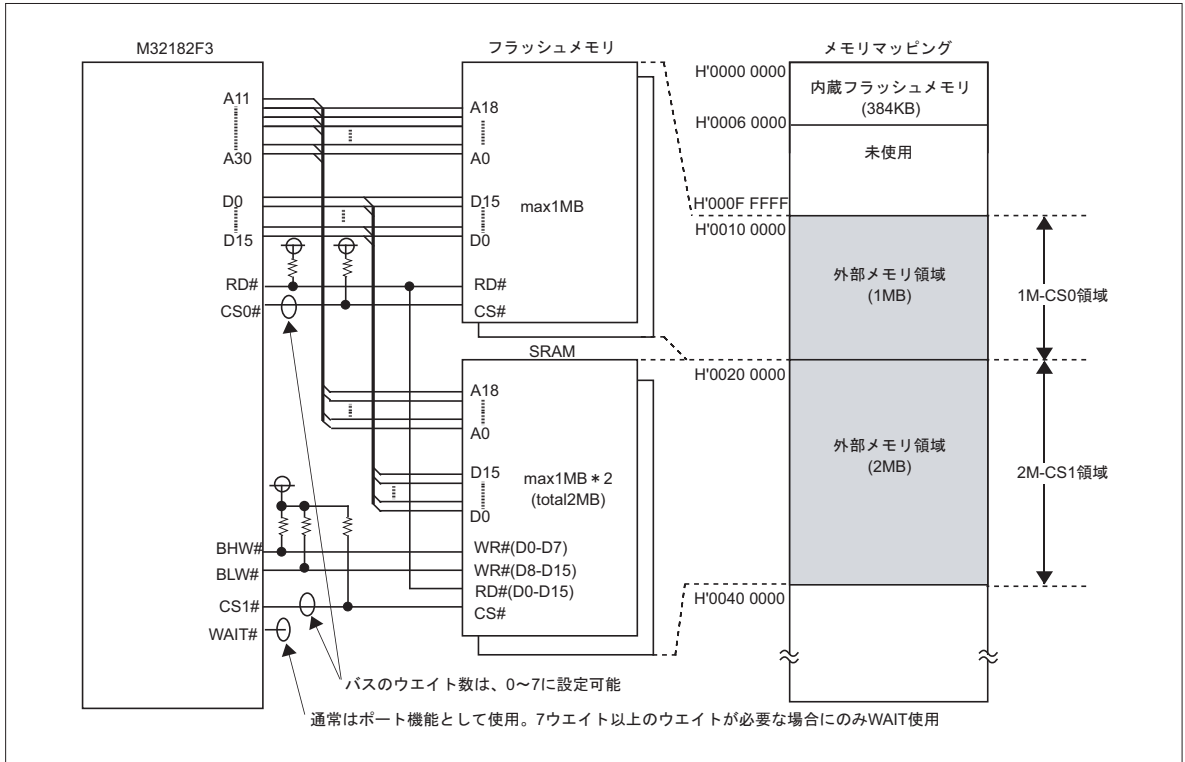 M32182F3
A11
A30
D0
D15
RD#
CS0#
BHW#
BLW#
CS1#
WAIT#
フラッシュメモリ
A18
A0
D15
D0
max1MB
RD#
CS#
SRAM
A18
A0
D15
D0
max1MB*2
(total2MB)
WR#(D0-D7)
WR#(D8-D15)
RD#(D0-D15)
CS#
メモリマッピング
H'0000 0000
内蔵フラッシュメモリ
(384KB)
H'0006 0000
未使用
H'000F FFFF
H'0010 0000
外部メモリ領域
(1MB)
1M-CS0領域
H'0020 0000
外部メモリ領域
(2MB)
2M-CS1領域
H'0040 0000
バスのウエイト数は、0～7に設定可能
通常はポート機能として使用。7ウエイト以上のウエイトが必要な場合にのみWAIT使用